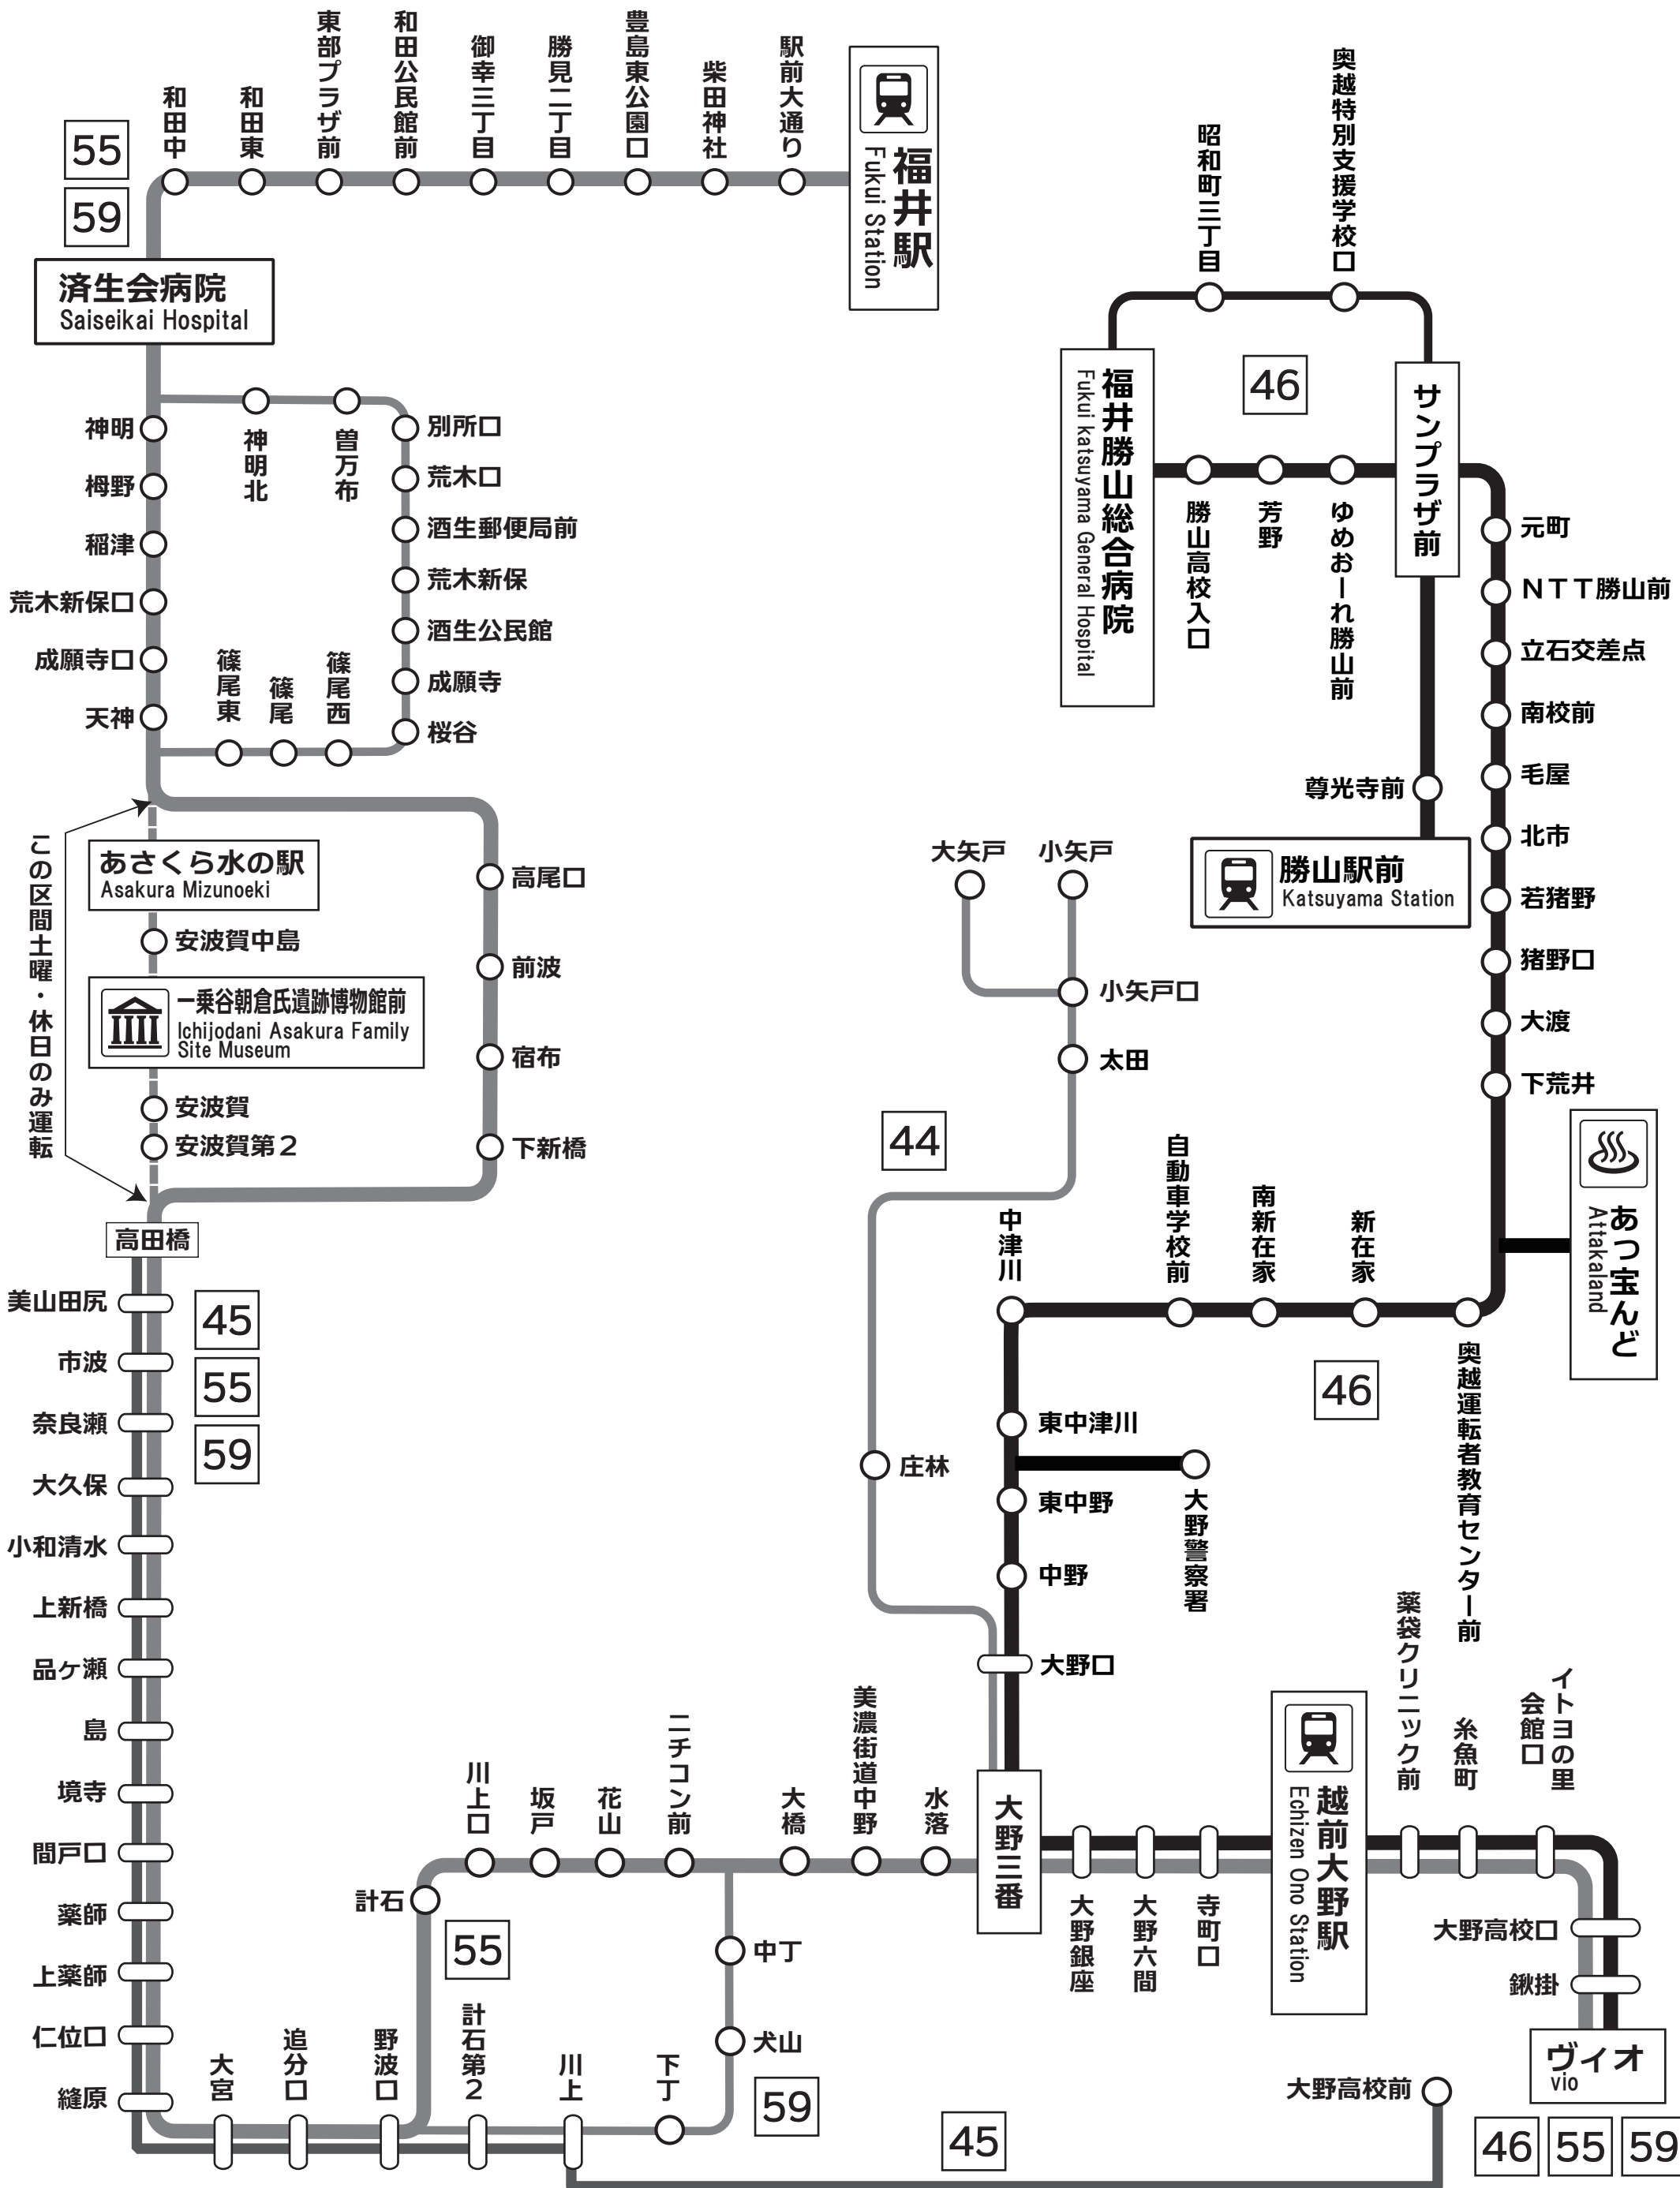 和田中
和田東
東部プラザ前
和田公民館前
御幸三丁目
勝見二丁目
豊島東公園口
柴田神社
駅前大通り
福井駅
Fukui Station
55
59
済生会病院
Saiseikai Hospital
神明
栂野
稲津
荒木新保口
成願寺口
天神
神明北
曽万布
別所口
荒木口
酒生郵便局前
荒木新保
酒生公民館
成願寺
桜谷
篠尾東
篠尾
篠尾西
この区間土曜・休日のみ運転
あさくら水の駅
Asakura Mizunoeki
安波賀中島
一乗谷朝倉氏遺跡博物館前
Ichijodani Asakura Family
Site Museum
安波賀
安波賀第2
高尾口
前波
宿布
下新橋
高田橋
美山田尻
市波
奈良瀬
大久保
小和清水
上新橋
品ヶ瀬
島
境寺
間戸口
薬師
上薬師
仁位口
縫原
45
55
59
大宮
追分口
野波口
計石第2
川上
下丁
計石
55
川上口
坂戸
花山
ニチコン前
大橋
美濃街道中野
水落
中丁
犬山
59
45
大野高校前
奥越特別支援学校口
昭和町三丁目
46
福井勝山総合病院
Fukui katsuyama General Hospital
勝山高校入口
芳野
ゆめおーれ勝山前
サンプラザ前
元町
NTT勝山前
立石交差点
南校前
毛屋
北市
若猪野
猪野口
大渡
下荒井
尊光寺前
勝山駅前
Katsuyama Station
大矢戸
小矢戸
小矢戸口
太田
44
庄林
あっ宝んど
Attakaland
中津川
自動車学校前
南新在家
新在家
奥越運転者教育センター前
46
東中津川
東中野
中野
大野警察署
大野口
大野三番
大野銀座
大野六間
寺町口
越前大野駅
Echizen Ono Station
薬袋クリニック前
糸魚町
イトヨの里
会館口
大野高校口
鍬掛
ヴィオ
vio
46
55
59